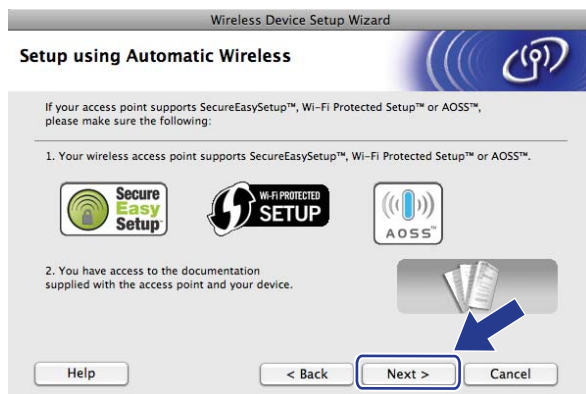 Wireless Device Setup Wizard
Setup using Automatic Wireless
If your access point supports SecureEasySetup™, Wi-Fi Protected Setup™ or AOSS™,
please make sure the following:
1. Your wireless access point supports SecureEasySetup™, Wi-Fi Protected Setup™ or AOSS™.
Secure
Easy
Setup
Wi-Fi PROTECTED
SETUP
AOSS™
2. You have access to the documentation
supplied with the access point and your device.
Help
< Back
Next >
Cancel